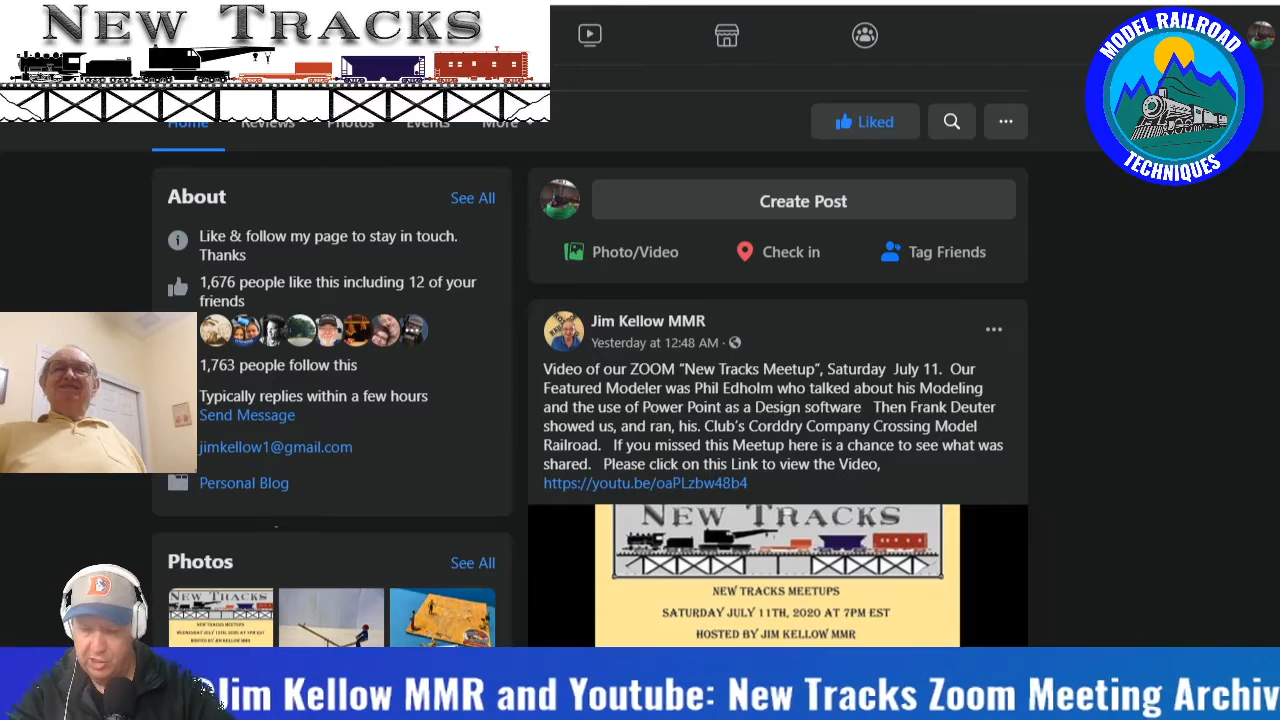 NEW TRACKS
MODEL RAILROAD
TECHNIQUES
Home Reviews Photos Events More
Liked
About
See All
Like & follow my page to stay in touch.
Thanks
1,676 people like this including 12 of your
friends
1,763 people follow this
Typically replies within a few hours
Send Message
jimkellow1@gmail.com
Personal Blog
Photos
See All
NEW TRACKS MEETUPS
Create Post
Photo/Video
Check in
Tag Friends
Jim Kellow MMR
Yesterday at 12:48 AM ·
Video of our ZOOM “New Tracks Meetup”, Saturday July 11. Our
Featured Modeler was Phil Edholm who talked about his Modeling
and the use of Power Point as a Design software Then Frank Deuter
showed us, and ran, his. Club’s Corddry Company Crossing Model
Railroad. If you missed this Meetup here is a chance to see what was
shared. Please click on this Link to view the Video,
https://youtu.be/oaPLzbw48b4
NEW TRACKS
NEW TRACKS MEETUPS
SATURDAY JULY 11TH, 2020 AT 7PM EST
HOSTED BY JIM KELLOW MMR
@Jim Kellow MMR and Youtube: New Tracks Zoom Meeting Archiv